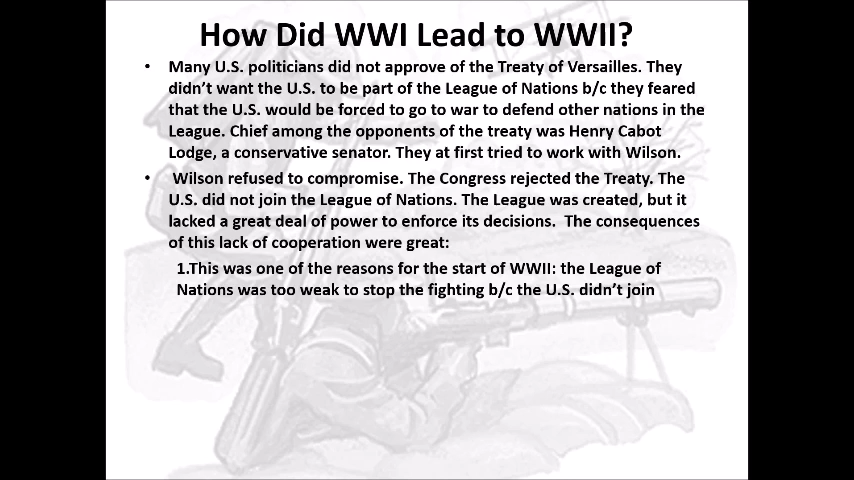 How Did WWI Lead to WWII?
• Many U.S. politicians did not approve of the Treaty of Versailles. They
didn't want the U.S. to be part of the League of Nations b/c they feared
that the U.S. would be forced to go to war to defend other nations in the
League. Chief among the opponents of the treaty was Henry Cabot
Lodge, a conservative senator. They at first tried to work with Wilson.
• Wilson refused to compromise. The Congress rejected the Treaty. The
U.S. did not join the League of Nations. The League was created, but it
lacked a great deal of power to enforce its decisions. The consequences
of this lack of cooperation were great:
1.This was one of the reasons for the start of WWII: the League of
Nations was too weak to stop the fighting b/c the U.S. didn't join